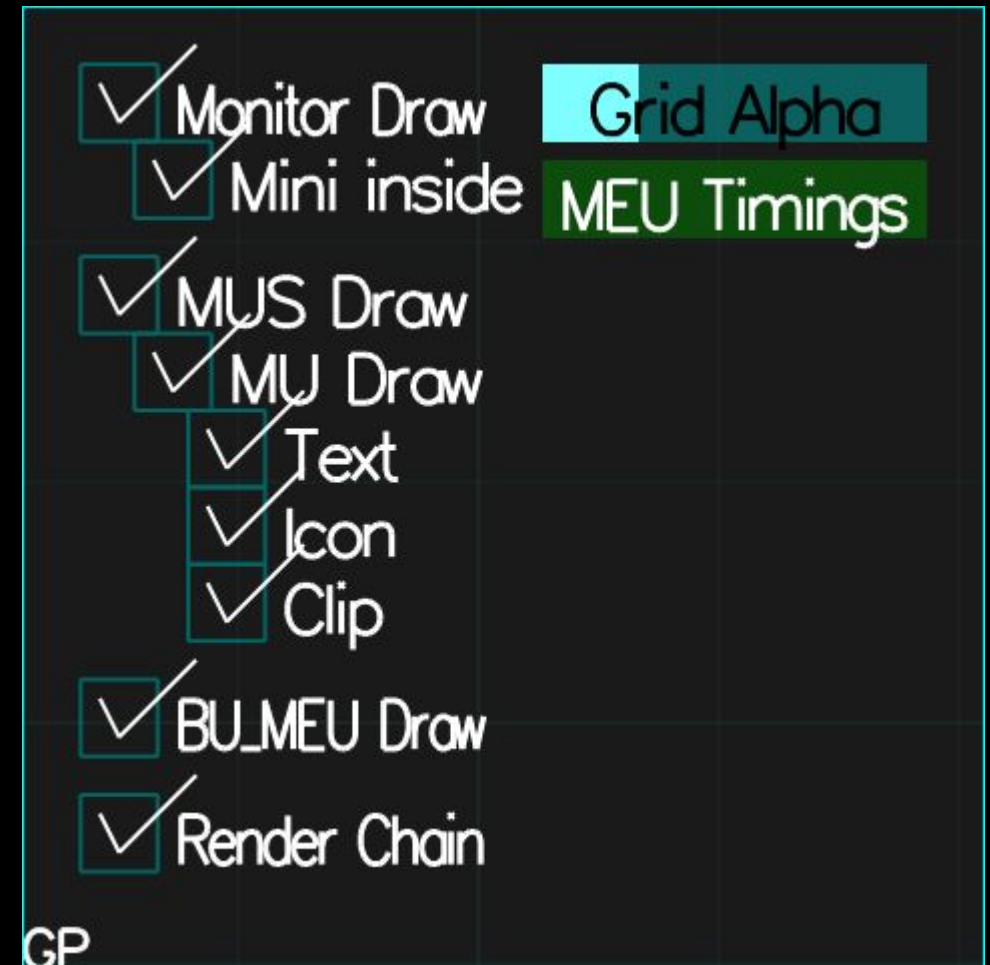 Monitor Draw
Grid Alpha
Mini inside
MEU Timings
MUS Draw
MU Draw
Text
Icon
Clip
BU_MEU Draw
Render Chain
GP